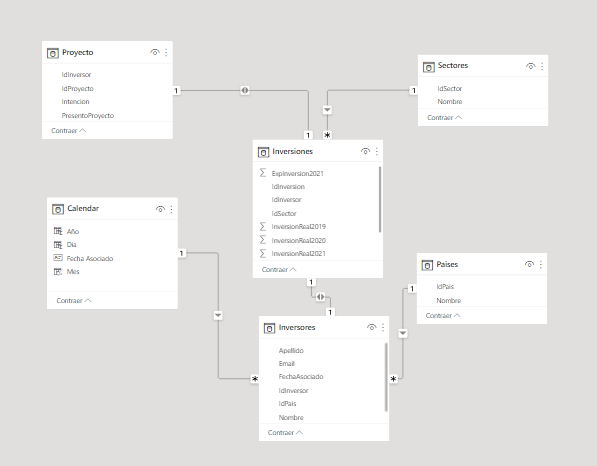 Proyecto
IdInversor
IdProyecto
Intencion
PresentoProyecto
Contraer
1
1
Sectores
IdSector
Nombre
Contraer
1
*
Inversiones
ExpInversion2021
IdInversion
IdInversor
IdSector
InversionReal2019
InversionReal2020
InversionReal2021
Contraer
1
1
Calendar
Año
Dia
Fecha Asociado
Mes
Contraer
1
*
Paises
IdPais
Nombre
Contraer
1
*
Inversores
Apellido
Email
FechaAsociado
IdInversor
IdPais
Nombre
Contraer